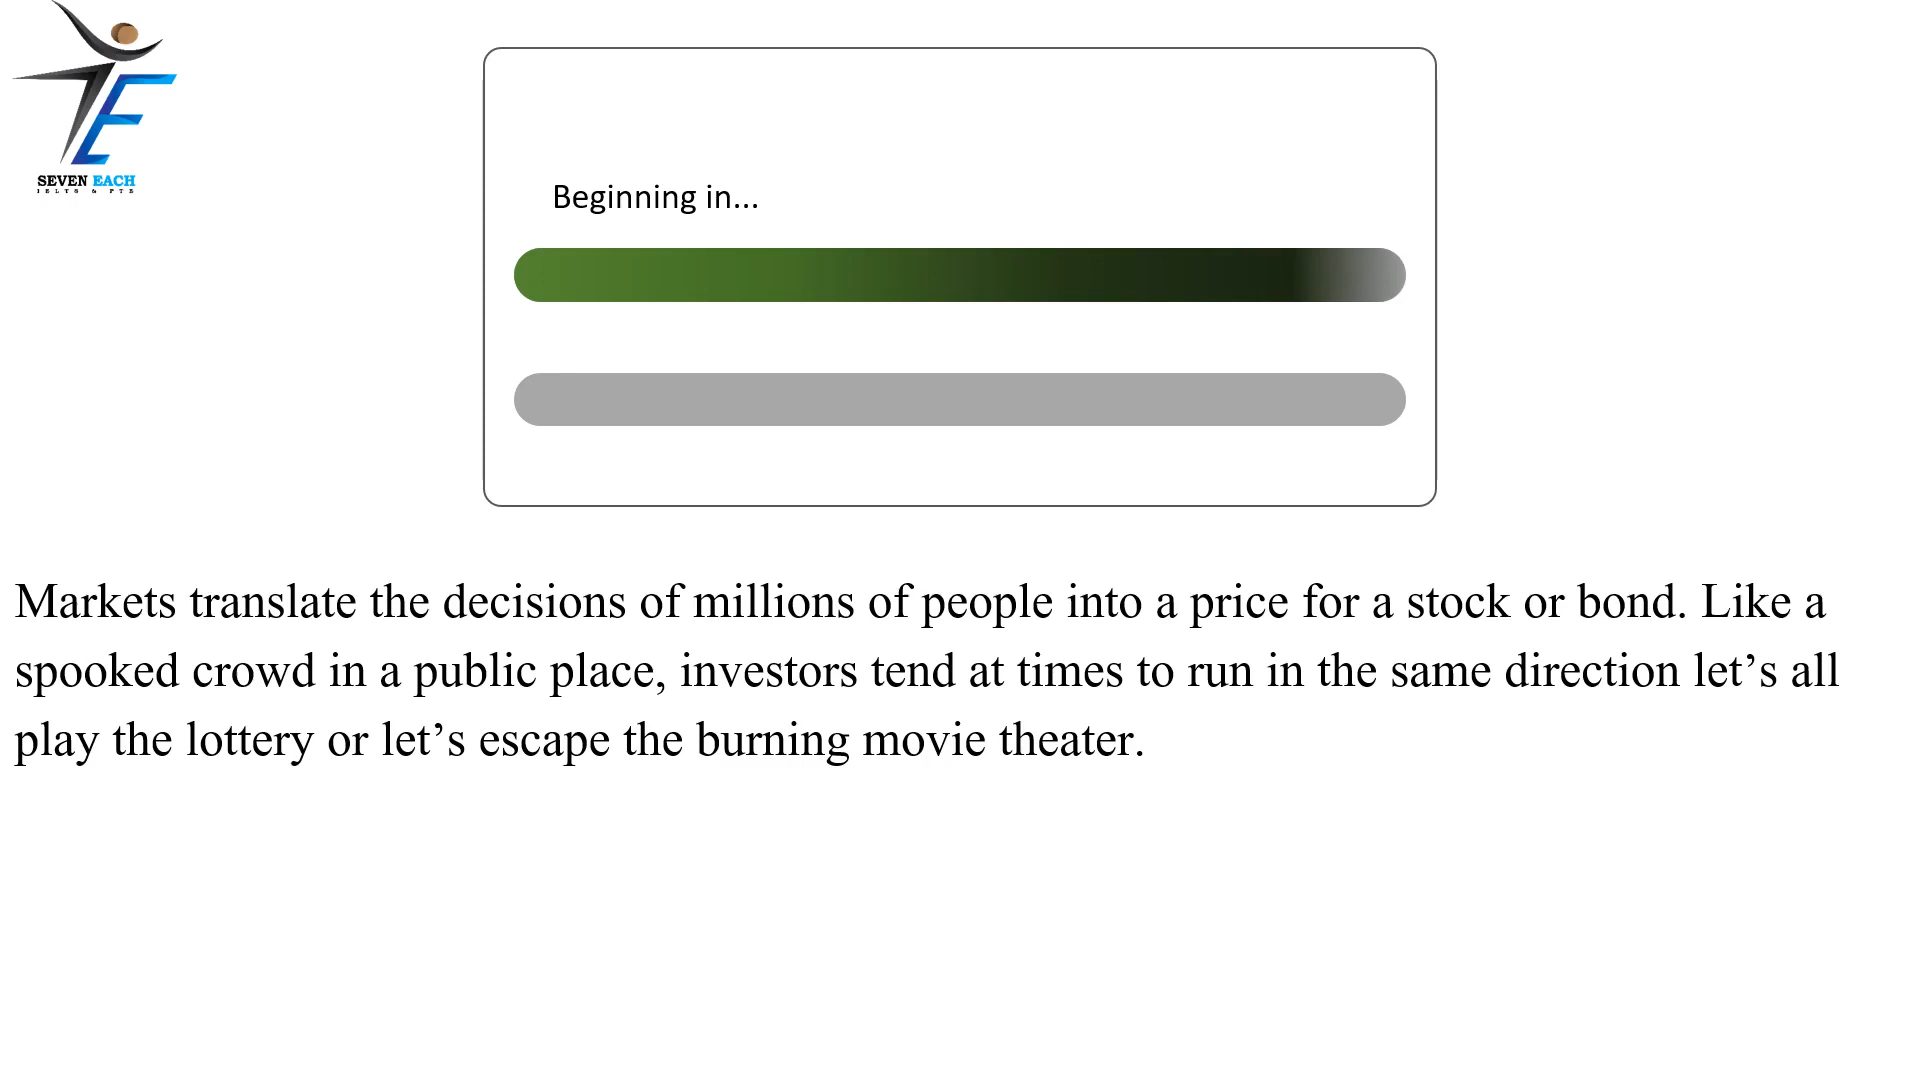 SEVEN EACH
IELTS & PTE
Beginning in...
Markets translate the decisions of millions of people into a price for a stock or bond. Like a
spooked crowd in a public place, investors tend at times to run in the same direction let’s all
play the lottery or let’s escape the burning movie theater.